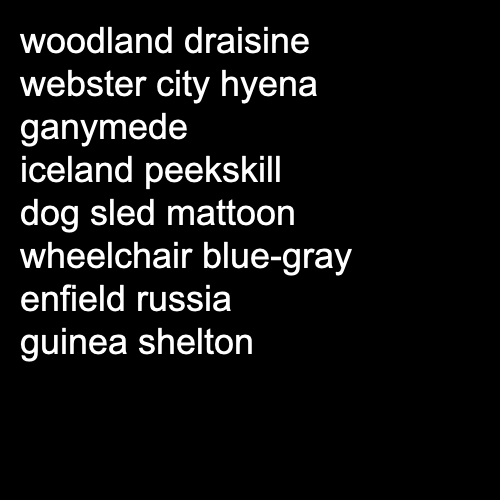 woodland draisine
webster city hyena
ganymede
iceland peekskill
dog sled mattoon
wheelchair blue-gray
enfield russia
guinea shelton